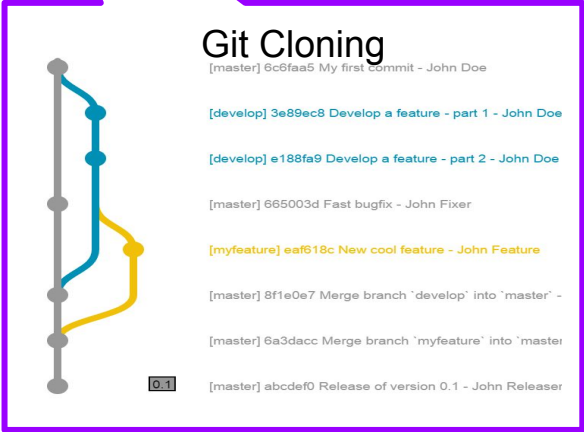 Git Cloning
[master] 6c6faa5 My first commit - John Doe
[develop] 3e89ec8 Develop a feature - part 1 - John Doe
[develop] e188fa9 Develop a feature - part 2 - John Doe
[master] 665003d Fast bugfix - John Fixer
[myfeature] eaf618c New cool feature - John Feature
[master] 8f1e0e7 Merge branch `develop` into `master` -
[master] 6a3dacc Merge branch `myfeature` into `master
0.1 [master] abcdef0 Release of version 0.1 - John Releaser